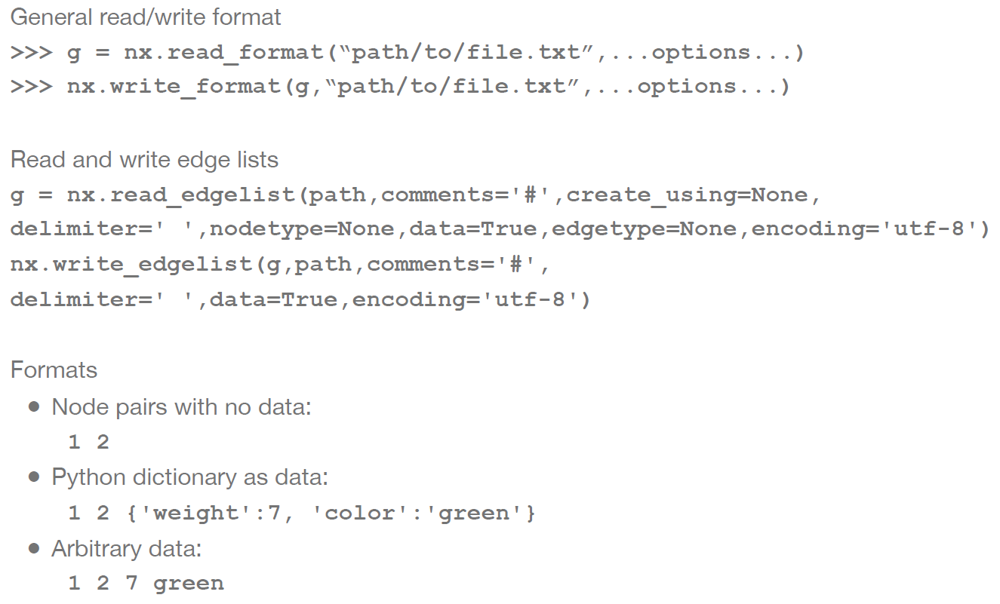 General read/write format
>>> g = nx.read_format(“path/to/file.txt”,...options...)
>>> nx.write_format(g,“path/to/file.txt”,...options...)
Read and write edge lists
g = nx.read_edgelist(path,comments='#',create_using=None,
delimiter=' ',nodetype=None,data=True,edgetype=None,encoding='utf-8')
nx.write_edgelist(g,path,comments='#',
delimiter=' ',data=True,encoding='utf-8')
Formats
● Node pairs with no data:
1 2
● Python dictionary as data:
1 2 {'weight':7, 'color':'green'}
● Arbitrary data:
1 2 7 green